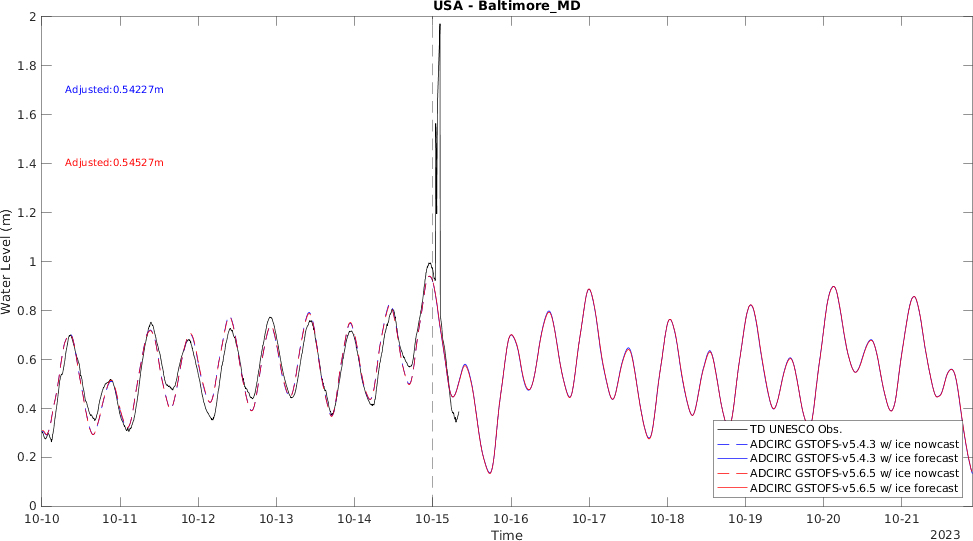 USA - Baltimore_MD
2
1.8
1.6
1.4
1.2
1
0.8
0.6
0.4
0.2
0
Water Level (m)
Adjusted:0.54227m
Adjusted:0.54527m
TD UNESCO Obs.
ADCIRC GSTOFS-v5.4.3 w/ ice nowcast
ADCIRC GSTOFS-v5.4.3 w/ ice forecast
ADCIRC GSTOFS-v5.6.5 w/ ice nowcast
ADCIRC GSTOFS-v5.6.5 w/ ice forecast
10-10 10-11 10-12 10-13 10-14 10-15 10-16 10-17 10-18 10-19 10-20 10-21
Time
2023